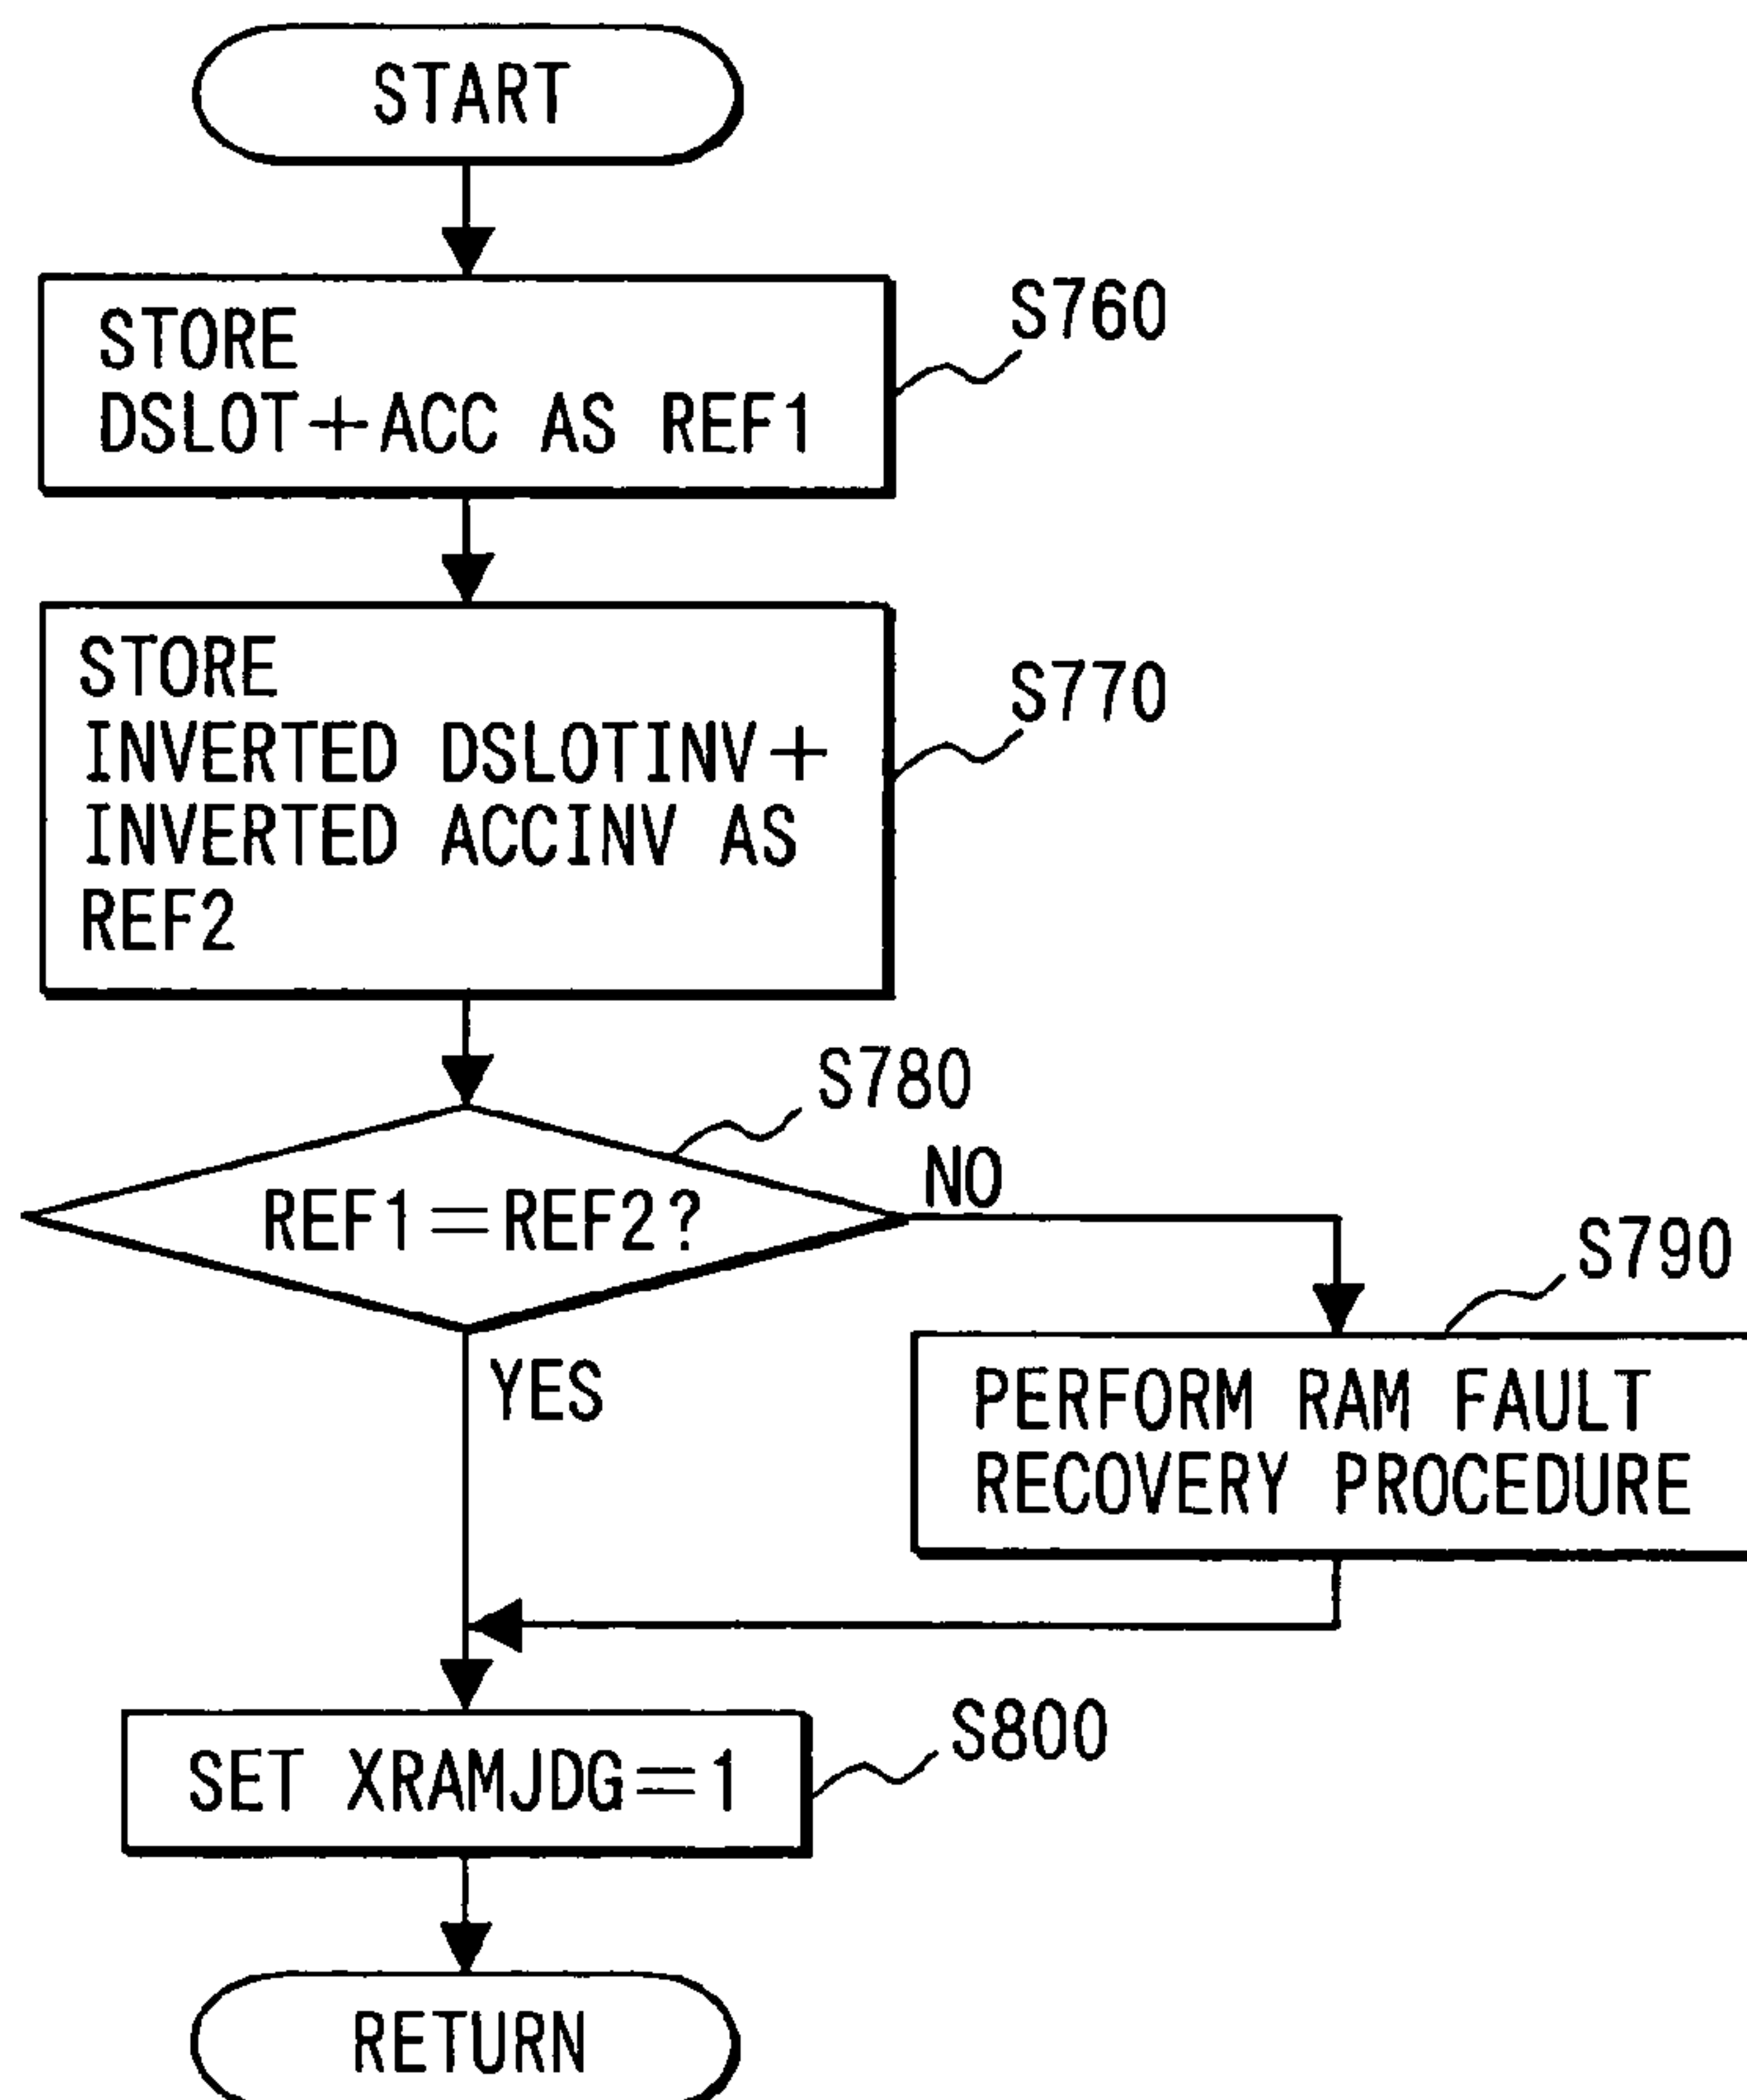 START
S760
STORE
DSLOT+ACC AS REF1
S770
STORE
INVERTED DSLOTINV+
INVERTED ACCINV AS
REF2
S780
REF1=REF2?
NO
YES
S790
PERFORM RAM FAULT
RECOVERY PROCEDURE
S800
SET XRAMJDG=1
RETURN